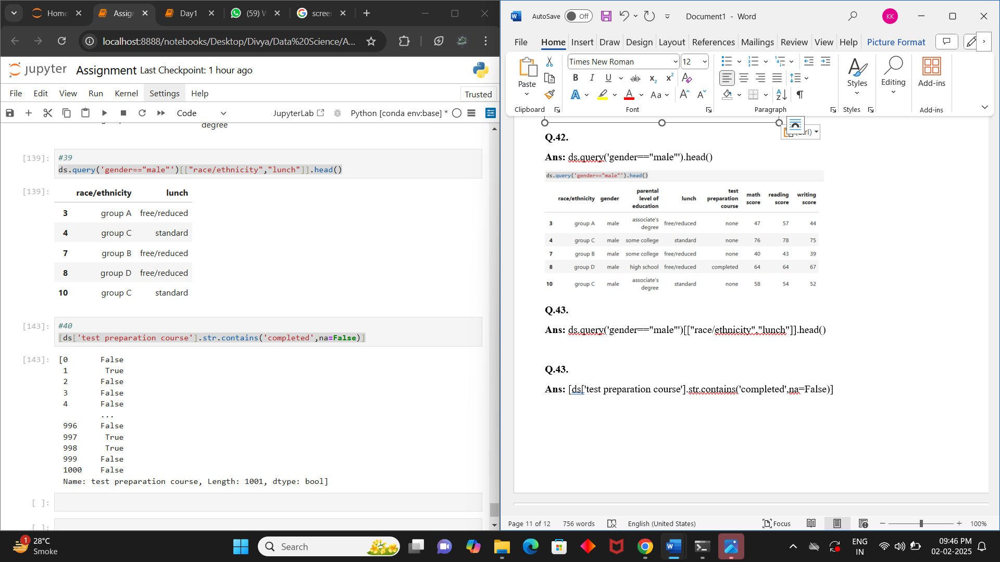 Home
Assign
Day1
(59) W
screen
localhost:8888/notebooks/Desktop/Divya/Data%20Science/A...
jupyter Assignment Last Checkpoint: 1 hour ago
File Edit View Run Kernel Settings Help
Trusted
Code
JupyterLab
Python [conda env:base] *
degree
[139]:
#39
ds.query('gender=="male"')[["race/ethnicity","lunch"]].head()
[139]:
race/ethnicity lunch
3 group A free/reduced
4 group C standard
7 group B free/reduced
8 group D free/reduced
10 group C standard
[143]:
#40
[ds['test preparation course'].str.contains('completed',na=False)]
[143]:
[0 False
1 True
2 False
3 False
4 False
...
996 False
997 True
998 True
999 False
1000 False
Name: test preparation course, Length: 1001, dtype: bool]
[ ]:
[ ]:
AutoSave Off
Document1 - Word
KK
File Home Insert Draw Design Layout References Mailings Review View Help Picture Format
Paste
Times New Roman 12
Styles
Editing
Add-ins
Clipboard Font Paragraph Styles Add-ins
Q.42.
Ans: ds.query('gender=="male"').head()
ds.query('gender=="male"').head()
race/ethnicity gender parental level of education lunch test preparation course math score reading score writing score
3 group A male associate's degree free/reduced none 47 57 44
4 group C male some college standard none 76 78 75
7 group B male some college free/reduced none 40 43 39
8 group D male high school free/reduced completed 64 64 67
10 group C male associate's degree standard none 58 54 52
Q.43.
Ans: ds.query('gender=="male"')[["race/ethnicity","lunch"]].head()
Q.43.
Ans: [ds['test preparation course'].str.contains('completed',na=False)]
Page 11 of 12 756 words English (United States) Focus 100%
1
28°C
Smoke
Search
ENG
IN
09:46 PM
02-02-2025